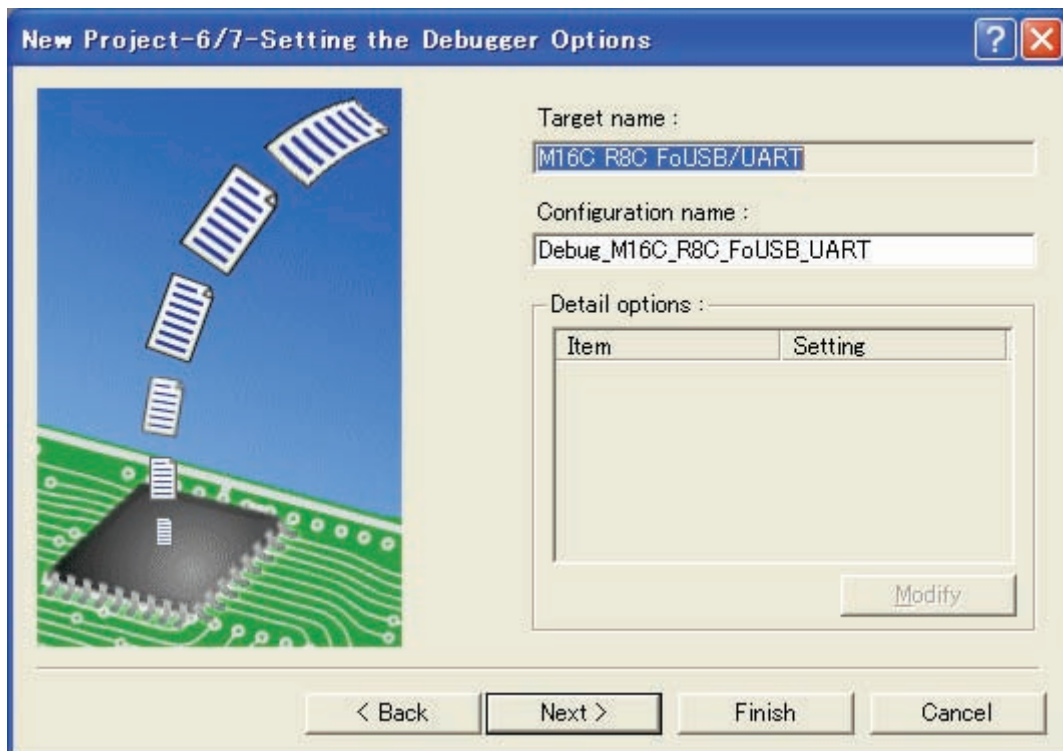 New Project-6/7-Setting the Debugger Options
Target name :
M16C R8C FoUSB/UART
Configuration name :
Debug_M16C_R8C_FoUSB_UART
Detail options :
Item Setting
Modify
< Back Next > Finish Cancel